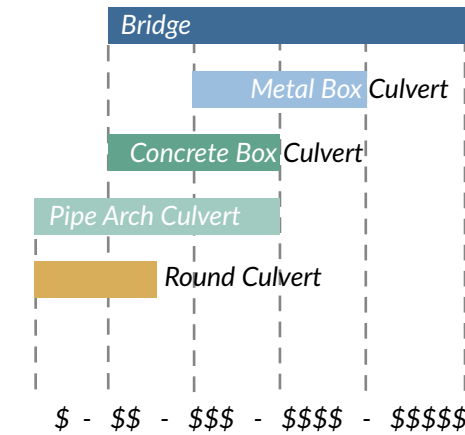 Bridge
Metal Box Culvert
Concrete Box Culvert
Pipe Arch Culvert
Round Culvert
$ - $$ - $$$ - $$$$ - $$$$$